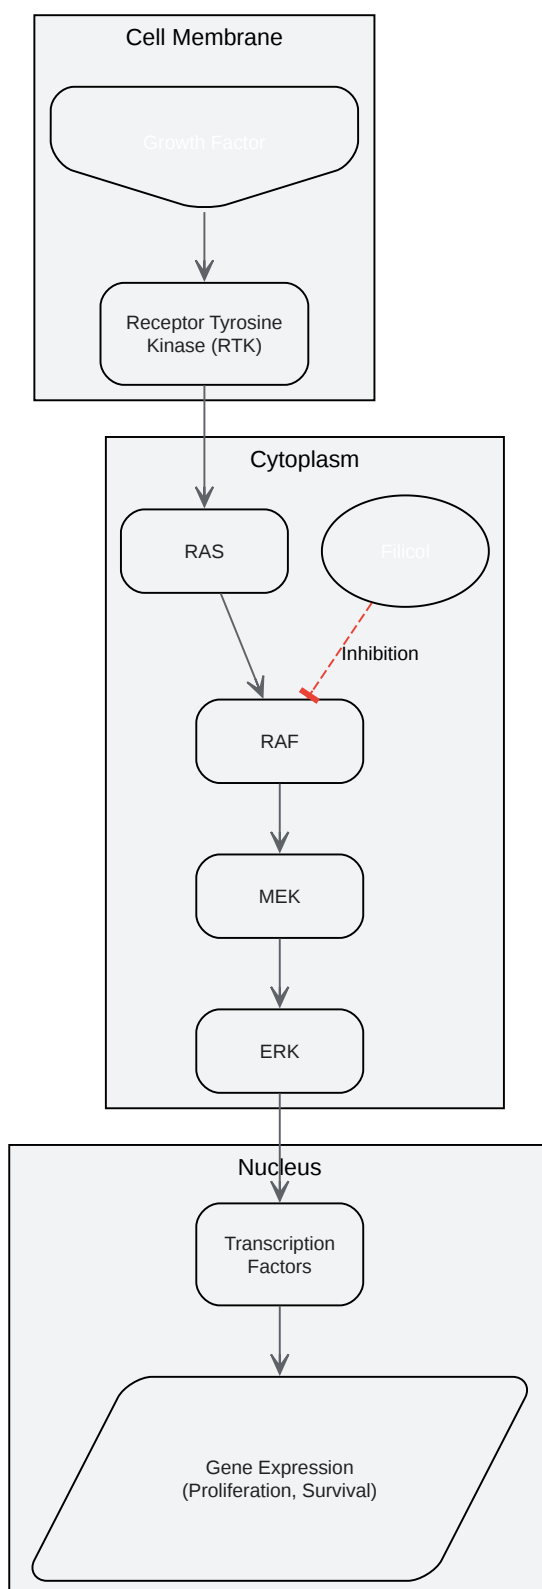 Cell Membrane
Growth Factor
Receptor Tyrosine
Kinase (RTK)
Cytoplasm
RAS
Filicol
Inhibition
RAF
MEK
ERK
Nucleus
Transcription
Factors
Gene Expression
(Proliferation, Survival)